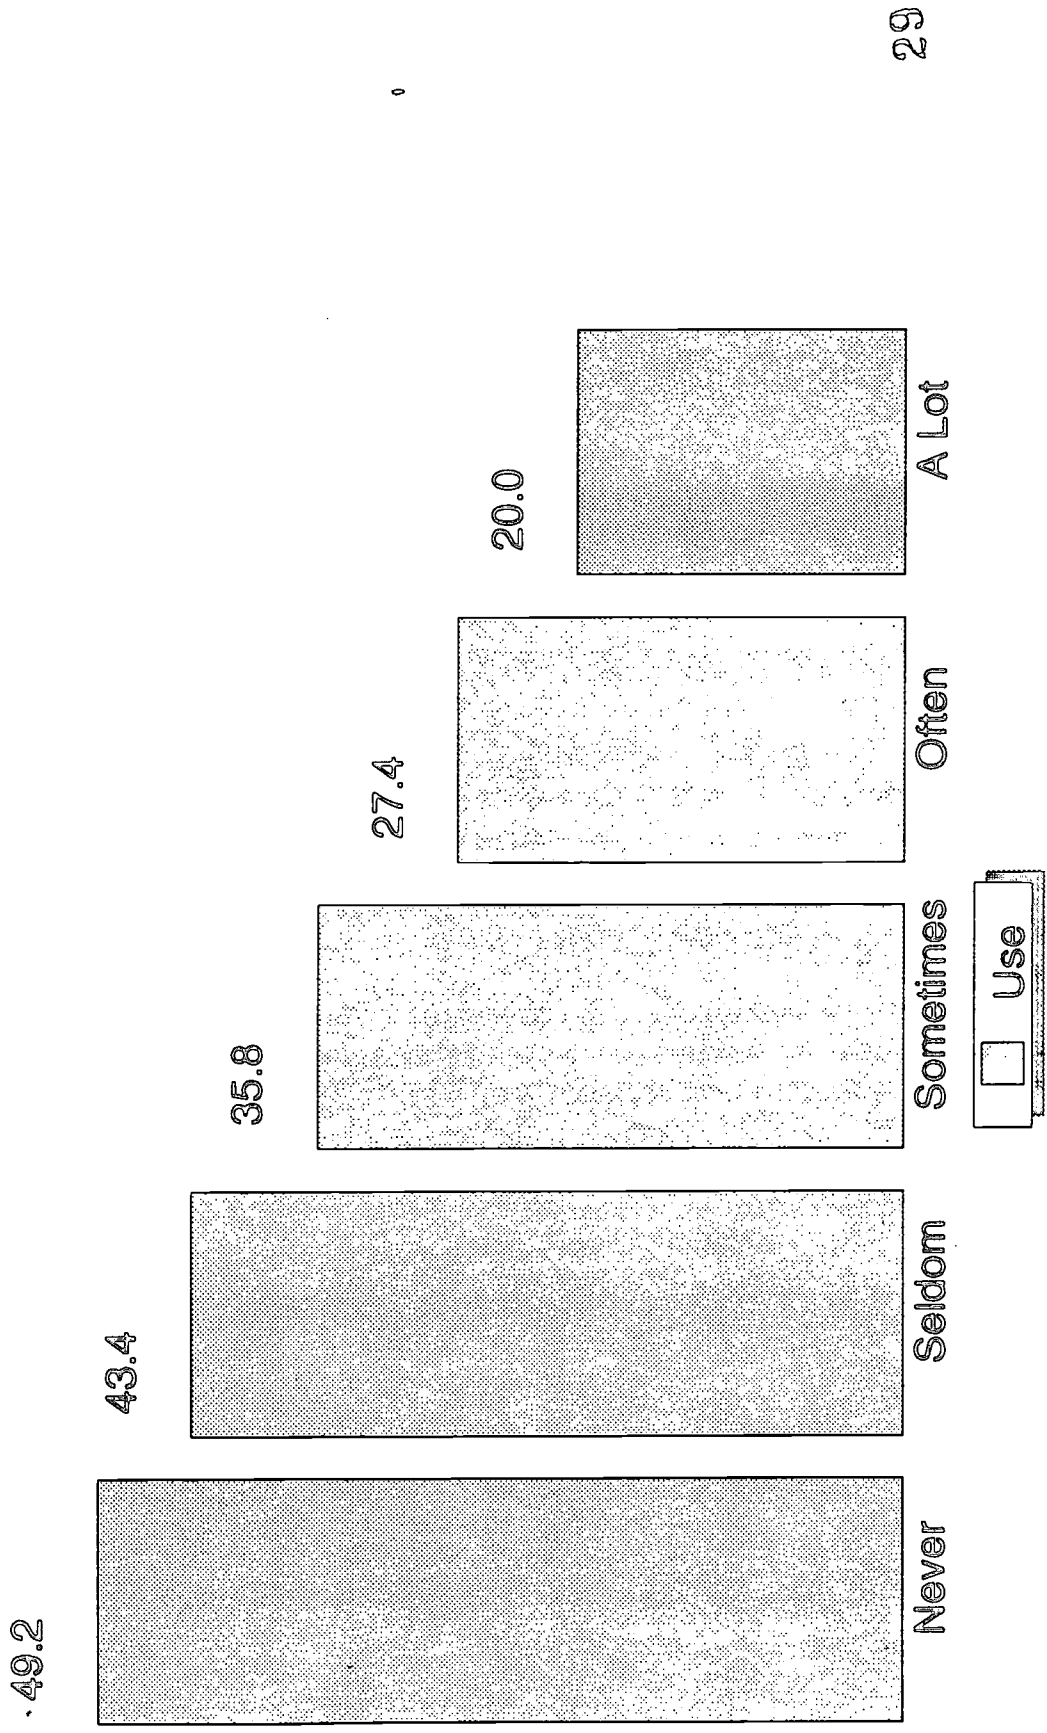 49.2
43.4
35.8
27.4
20.0
Never
Seldom
Sometimes
Often
A Lot
Use
29